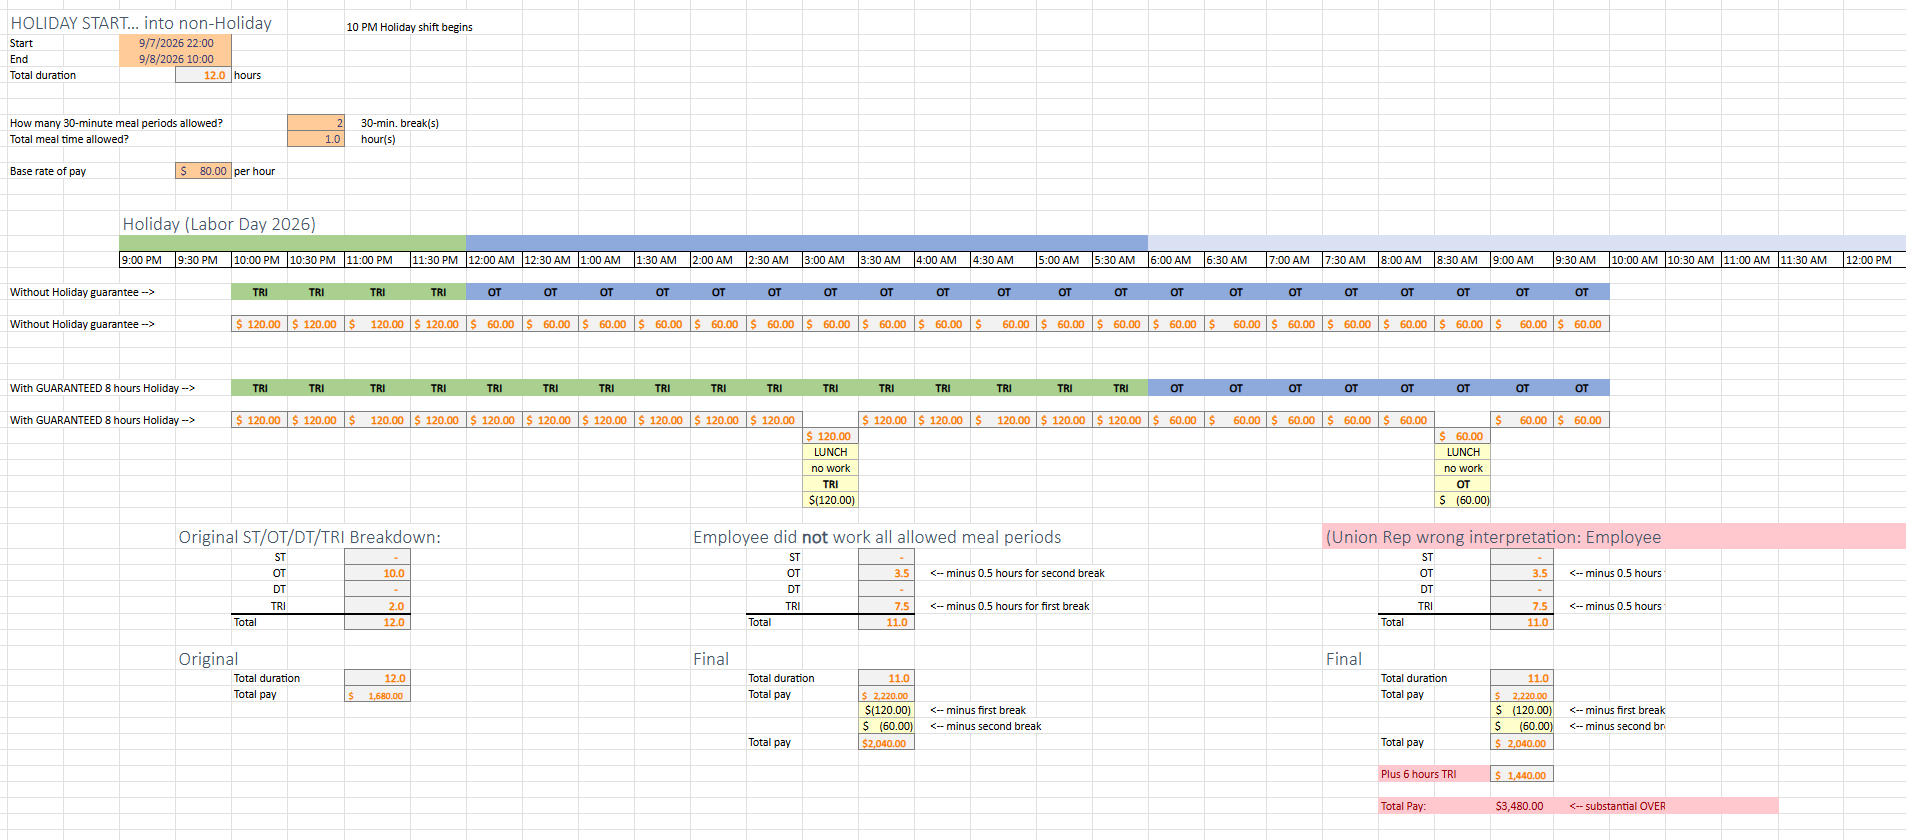 HOLIDAY START... into non-Holiday 10 PM Holiday shift begins
Start 9/7/2026 22:00
End 9/8/2026 10:00
Total duration 12.0 hours
How many 30-minute meal periods allowed? 2 30-min. break(s)
Total meal time allowed? 1.0 hour(s)
Base rate of pay $ 80.00 per hour
Holiday (Labor Day 2026)
9:00 PM 9:30 PM 10:00 PM 10:30 PM 11:00 PM 11:30 PM 12:00 AM 12:30 AM 1:00 AM 1:30 AM 2:00 AM 2:30 AM 3:00 AM 3:30 AM 4:00 AM 4:30 AM 5:00 AM 5:30 AM 6:00 AM 6:30 AM 7:00 AM 7:30 AM 8:00 AM 8:30 AM 9:00 AM 9:30 AM 10:00 AM 10:30 AM 11:00 AM 11:30 AM 12:00 PM
Without Holiday guarantee --> TRI TRI TRI TRI OT OT OT OT OT OT OT OT OT OT OT OT OT OT OT OT OT OT OT OT
Without Holiday guarantee --> $ 120.00 $ 120.00 $ 120.00 $ 120.00 $ 60.00 $ 60.00 $ 60.00 $ 60.00 $ 60.00 $ 60.00 $ 60.00 $ 60.00 $ 60.00 $ 60.00 $ 60.00 $ 60.00 $ 60.00 $ 60.00 $ 60.00 $ 60.00 $ 60.00 $ 60.00 $ 60.00 $ 60.00
With GUARANTEED 8 hours Holiday --> TRI TRI TRI TRI TRI TRI TRI TRI TRI TRI TRI TRI TRI TRI TRI TRI OT OT OT OT OT OT OT OT
With GUARANTEED 8 hours Holiday --> $ 120.00 $ 120.00 $ 120.00 $ 120.00 $ 120.00 $ 120.00 $ 120.00 $ 120.00 $ 120.00 $ 120.00 $ 120.00 $ 120.00 $ 120.00 $ 120.00 $ 120.00 $ 60.00 $ 60.00 $ 60.00 $ 60.00 $ 60.00 $ 60.00 $ 60.00
$ 120.00 $ 60.00
LUNCH LUNCH
no work no work
TRI OT
$(120.00) $ (60.00)
Original ST/OT/DT/TRI Breakdown: Employee did not work all allowed meal periods (Union Rep wrong interpretation: Employee
ST - ST - ST -
OT 10.0 OT 3.5 <-- minus 0.5 hours for second break OT 3.5 <-- minus 0.5 hours
DT - DT - DT -
TRI 2.0 TRI 7.5 <-- minus 0.5 hours for first break TRI 7.5 <-- minus 0.5 hours
Total 12.0 Total 11.0 Total 11.0
Original Final Final
Total duration 12.0 Total duration 11.0 Total duration 11.0
Total pay $ 1,680.00 Total pay $ 2,220.00 Total pay $ 2,220.00
$(120.00) <-- minus first break $ (120.00) <-- minus first break
$ (60.00) <-- minus second break $ (60.00) <-- minus second br
Total pay $2,040.00 Total pay $ 2,040.00
Plus 6 hours TRI $ 1,440.00
Total Pay: $3,480.00 <-- substantial OVER